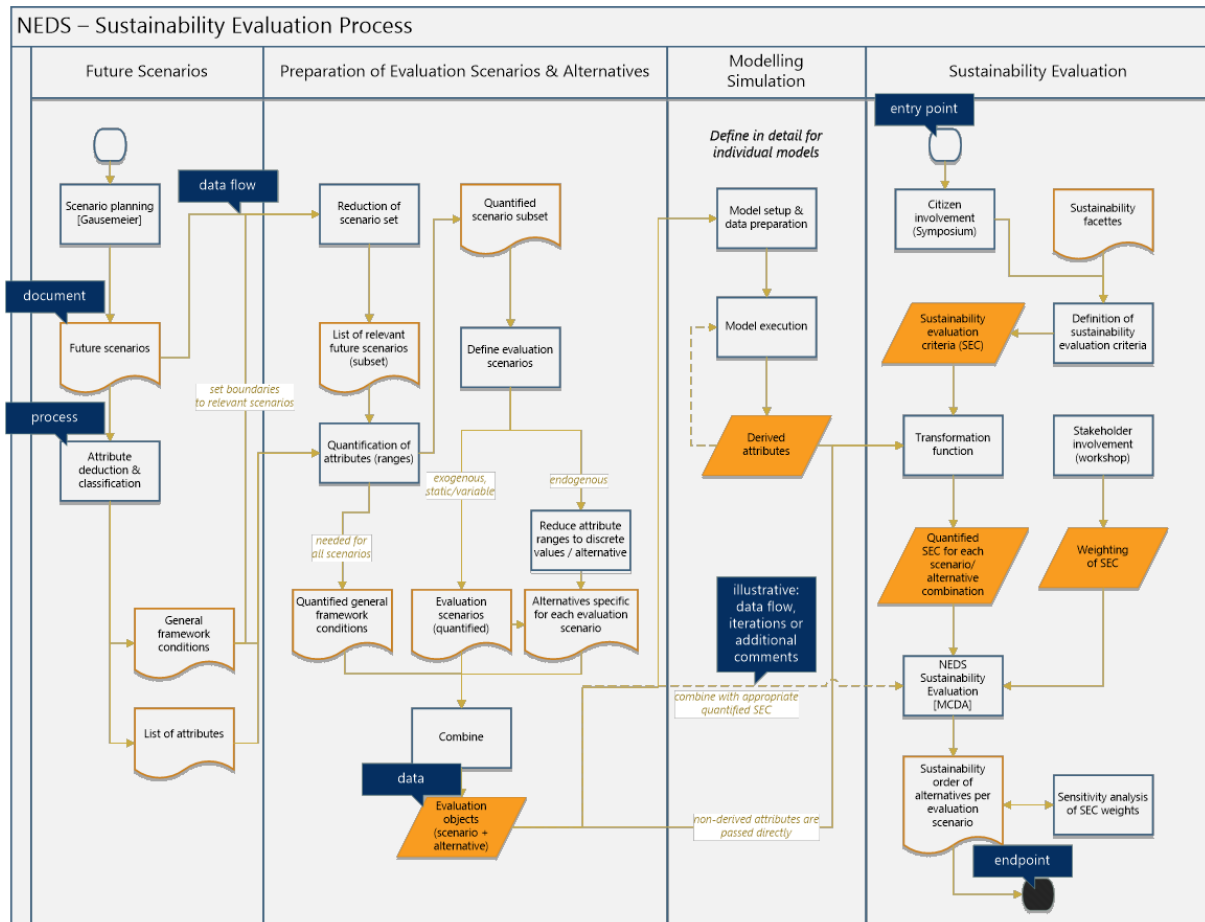 NEDS – Sustainability Evaluation Process
Future Scenarios
Preparation of Evaluation Scenarios & Alternatives
Modelling
Simulation
Sustainability Evaluation
entry point
Define in detail for
individual models
data flow
Scenario planning
[Gausemeier]
Reduction of
scenario set
Quantified
scenario subset
Model setup &
data preparation
Citizen
involvement
(Symposium)
Sustainability
facettes
document
Future scenarios
List of relevant
future scenarios
(subset)
Define evaluation
scenarios
Model execution
Sustainability
evaluation
criteria (SEC)
Definition of
sustainability
evaluation criteria
set boundaries
to relevant scenarios
process
Attribute
deduction &
classification
Quantification of
attributes (ranges)
Derived
attributes
Transformation
function
Stakeholder
involvement
(workshop)
exogenous,
static/variable
endogenous
needed for
all scenarios
Reduce attribute
ranges to discrete
values / alternative
Quantified
SEC for each
scenario/
alternative
combination
Weighting
of SEC
General
framework
conditions
Quantified general
framework
conditions
Evaluation
scenarios
(quantified)
Alternatives specific
for each evaluation
scenario
illustrative:
data flow,
iterations or
additional
comments
NEDS
Sustainability
Evaluation
[MCDA]
combine with appropriate
quantified SEC
List of attributes
Combine
data
Evaluation
objects
(scenario +
alternative)
non-derived attributes are
passed directly
Sustainability
order of
alternatives per
evaluation
scenario
Sensitivity analysis
of SEC weights
endpoint